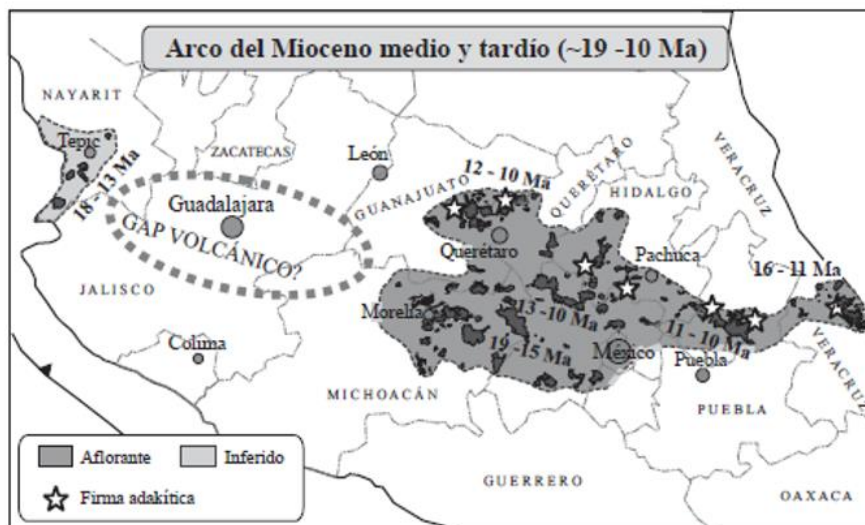 Arco del Mioceno medio y tardío (~19 -10 Ma)
NAYARIT
Tepic
18 - 13 Ma
ZACATECAS
León
Guadalajara
GAP VOLCÁNICO?
JALISCO
Colima
GUANAJUATO
12 - 10 Ma
QUERÉTARO
HIDALGO
VERACRUZ
Querétaro
Pachuca
16 - 11 Ma
Morelia
13 -10 Ma
19 -15 Ma
México
11 - 10 Ma
Puebla
VERACRUZ
MICHOACÁN
PUEBLA
GUERRERO
OAXACA
Aflorante
Inferido
Firma adakítica